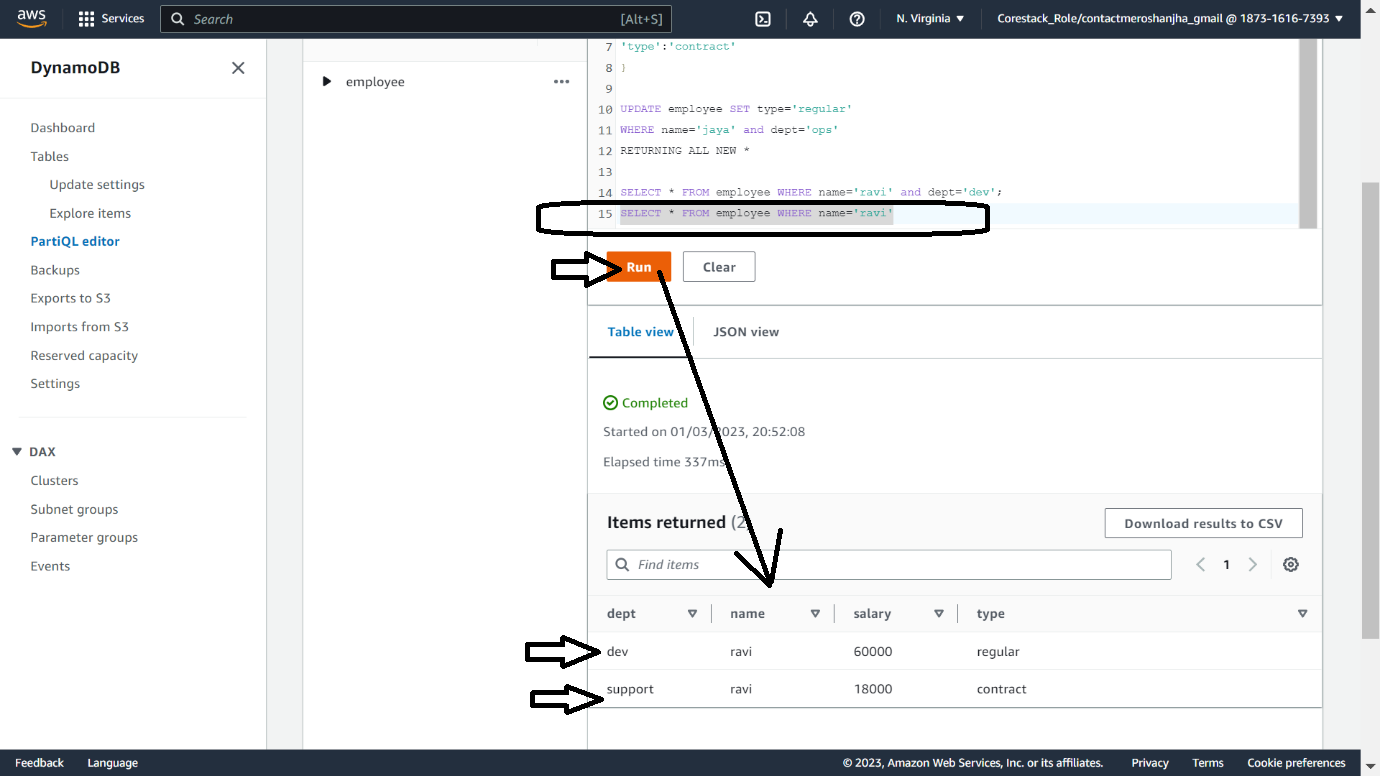 aws Services Search [Alt+S] N. Virginia ▼ Corestack_Role/contactmeroshanjha_gmail @ 1873-1616-7393 ▼
DynamoDB
Dashboard
Tables
Update settings
Explore items
PartiQL editor
Backups
Exports to S3
Imports from S3
Reserved capacity
Settings
DAX
Clusters
Subnet groups
Parameter groups
Events
employee
7 'type':'contract'
8 }
9
10 UPDATE employee SET type='regular'
11 WHERE name='jaya' and dept='ops'
12 RETURNING ALL NEW *
13
14 SELECT * FROM employee WHERE name='ravi' and dept='dev';
15 SELECT * FROM employee WHERE name='ravi'
Run Clear
Table view JSON view
Completed
Started on 01/03/2023, 20:52:08
Elapsed time 337ms
Items returned (2) Download results to CSV
Find items 1
dept name salary type
dev ravi 60000 regular
support ravi 18000 contract
Feedback Language © 2023, Amazon Web Services, Inc. or its affiliates. Privacy Terms Cookie preferences